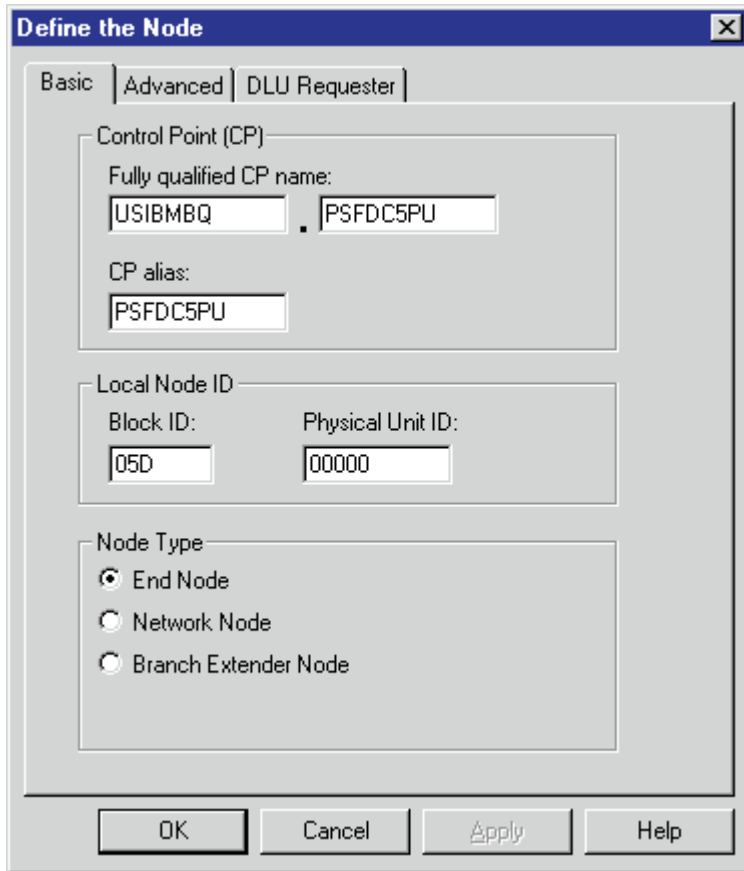 Define the Node
Basic Advanced DLU Requester
Control Point (CP)
Fully qualified CP name:
USIBMBQ . PSFDC5PU
CP alias:
PSFDC5PU
Local Node ID
Block ID: Physical Unit ID:
05D 00000
Node Type
End Node
Network Node
Branch Extender Node
OK Cancel Apply Help